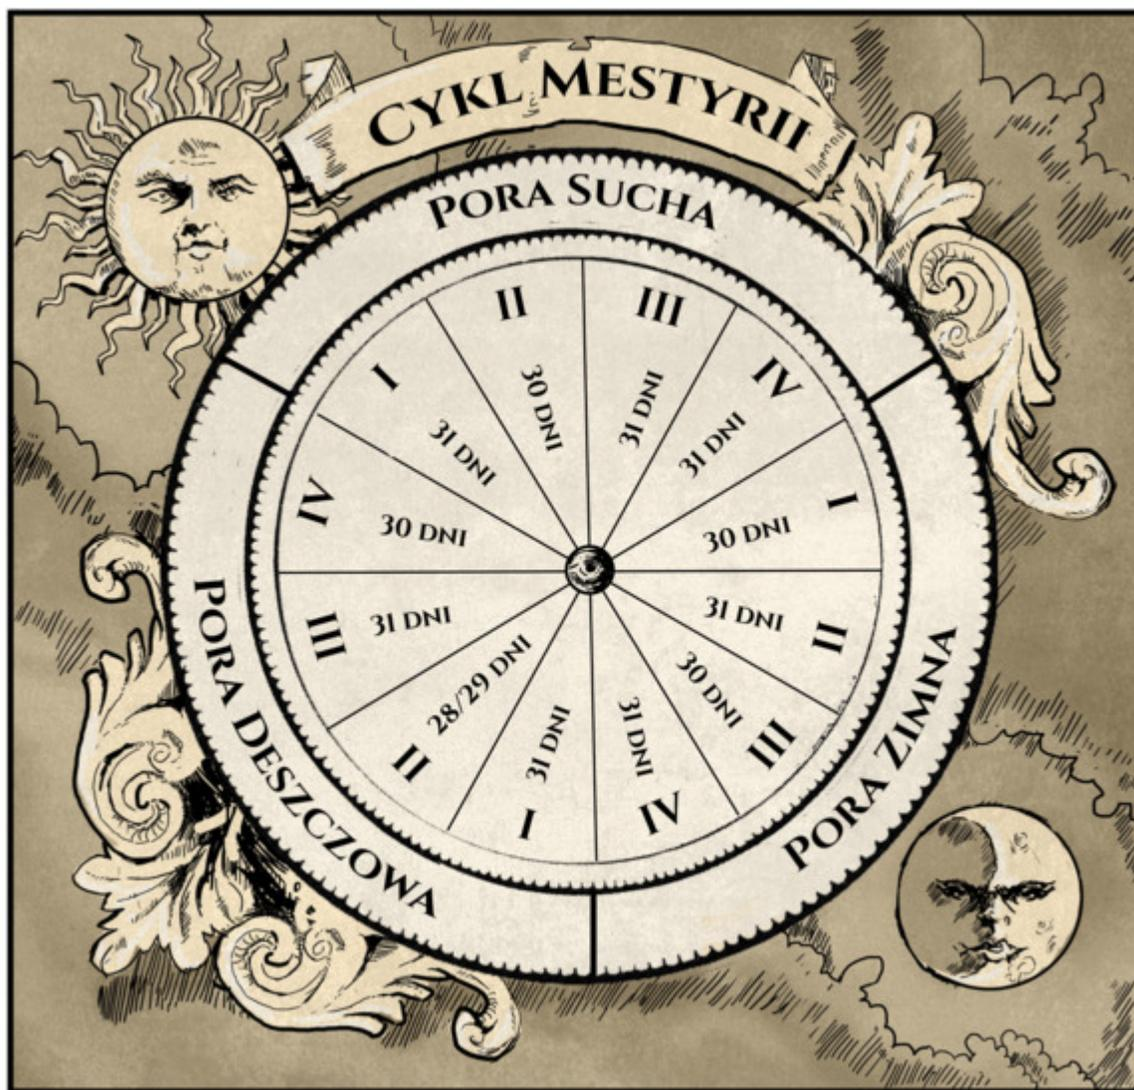 Cykl Mestyrii
Pora Sucha
I
31 dni
II
30 dni
III
31 dni
IV
31 dni
Pora Zimna
I
30 dni
II
31 dni
III
30 dni
IV
31 dni
Pora Deszczowa
I
31 dni
II
28/29 dni
III
31 dni
IV
30 dni